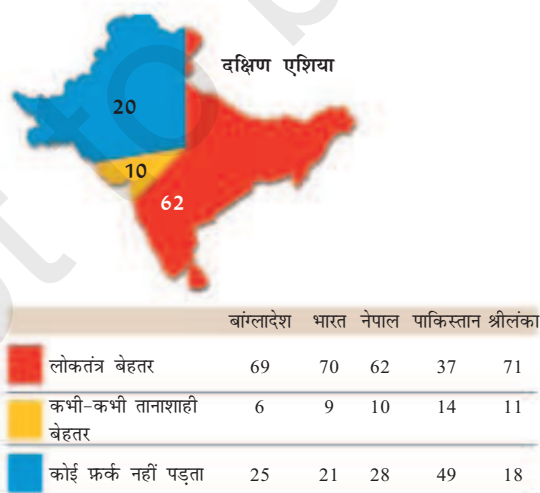 दक्षिण एशिया
20
10
62
बांग्लादेश भारत नेपाल पाकिस्तान श्रीलंका
लोकतंत्र बेहतर 69 70 62 37 71
कभी-कभी तानाशाही 6 9 10 14 11
बेहतर
कोई फ़र्क नहीं पड़ता 25 21 28 49 18